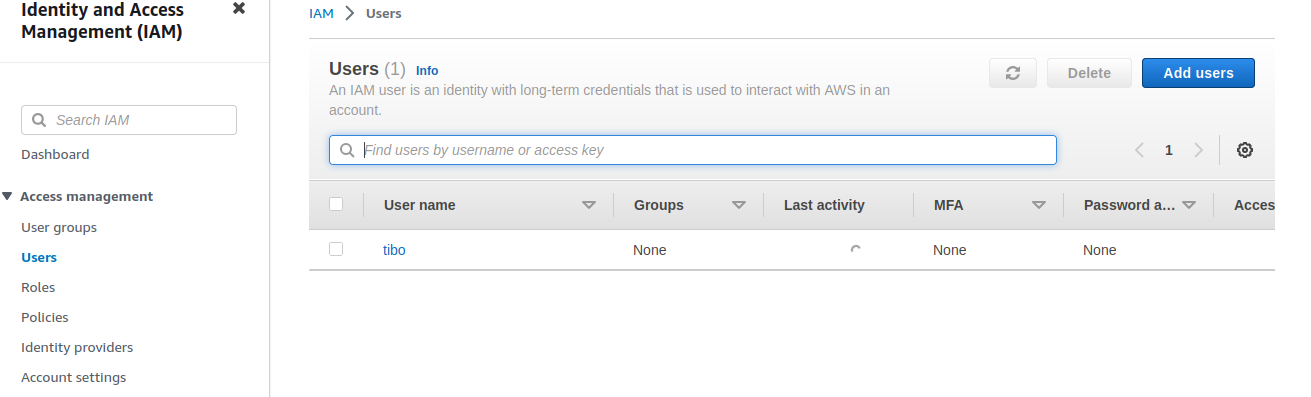 Identity and Access
Management (IAM)
Search IAM
Dashboard
Access management
User groups
Users
Roles
Policies
Identity providers
Account settings
IAM > Users
Users (1) Info
An IAM user is an identity with long-term credentials that is used to interact with AWS in an
account.
Delete
Add users
Find users by username or access key
1
User name Groups Last activity MFA Password a... Acces
tibo None None None